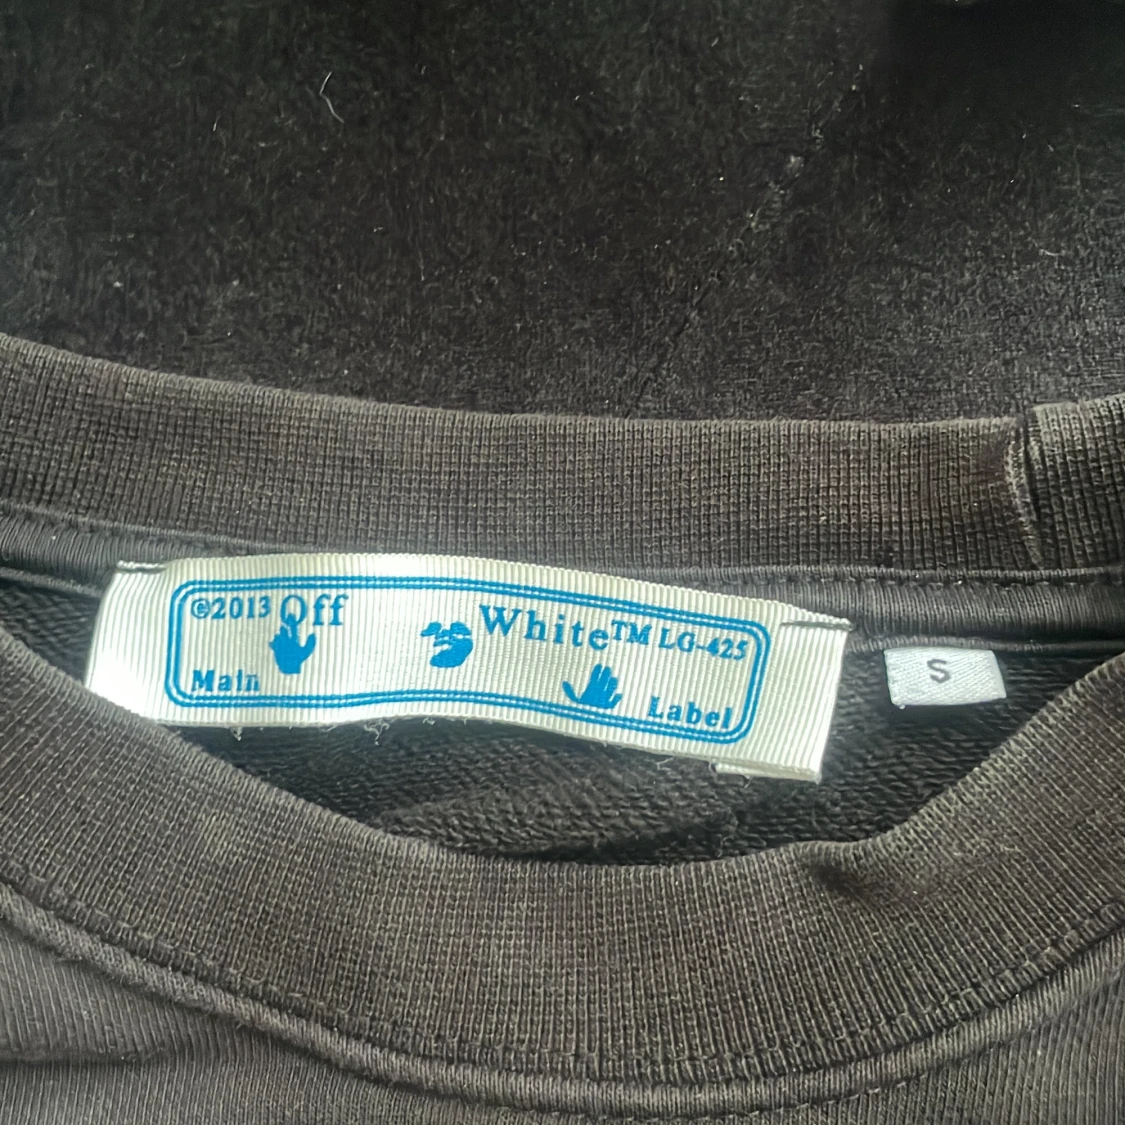 ©2013 Off White™ LG-425
Main Label
S